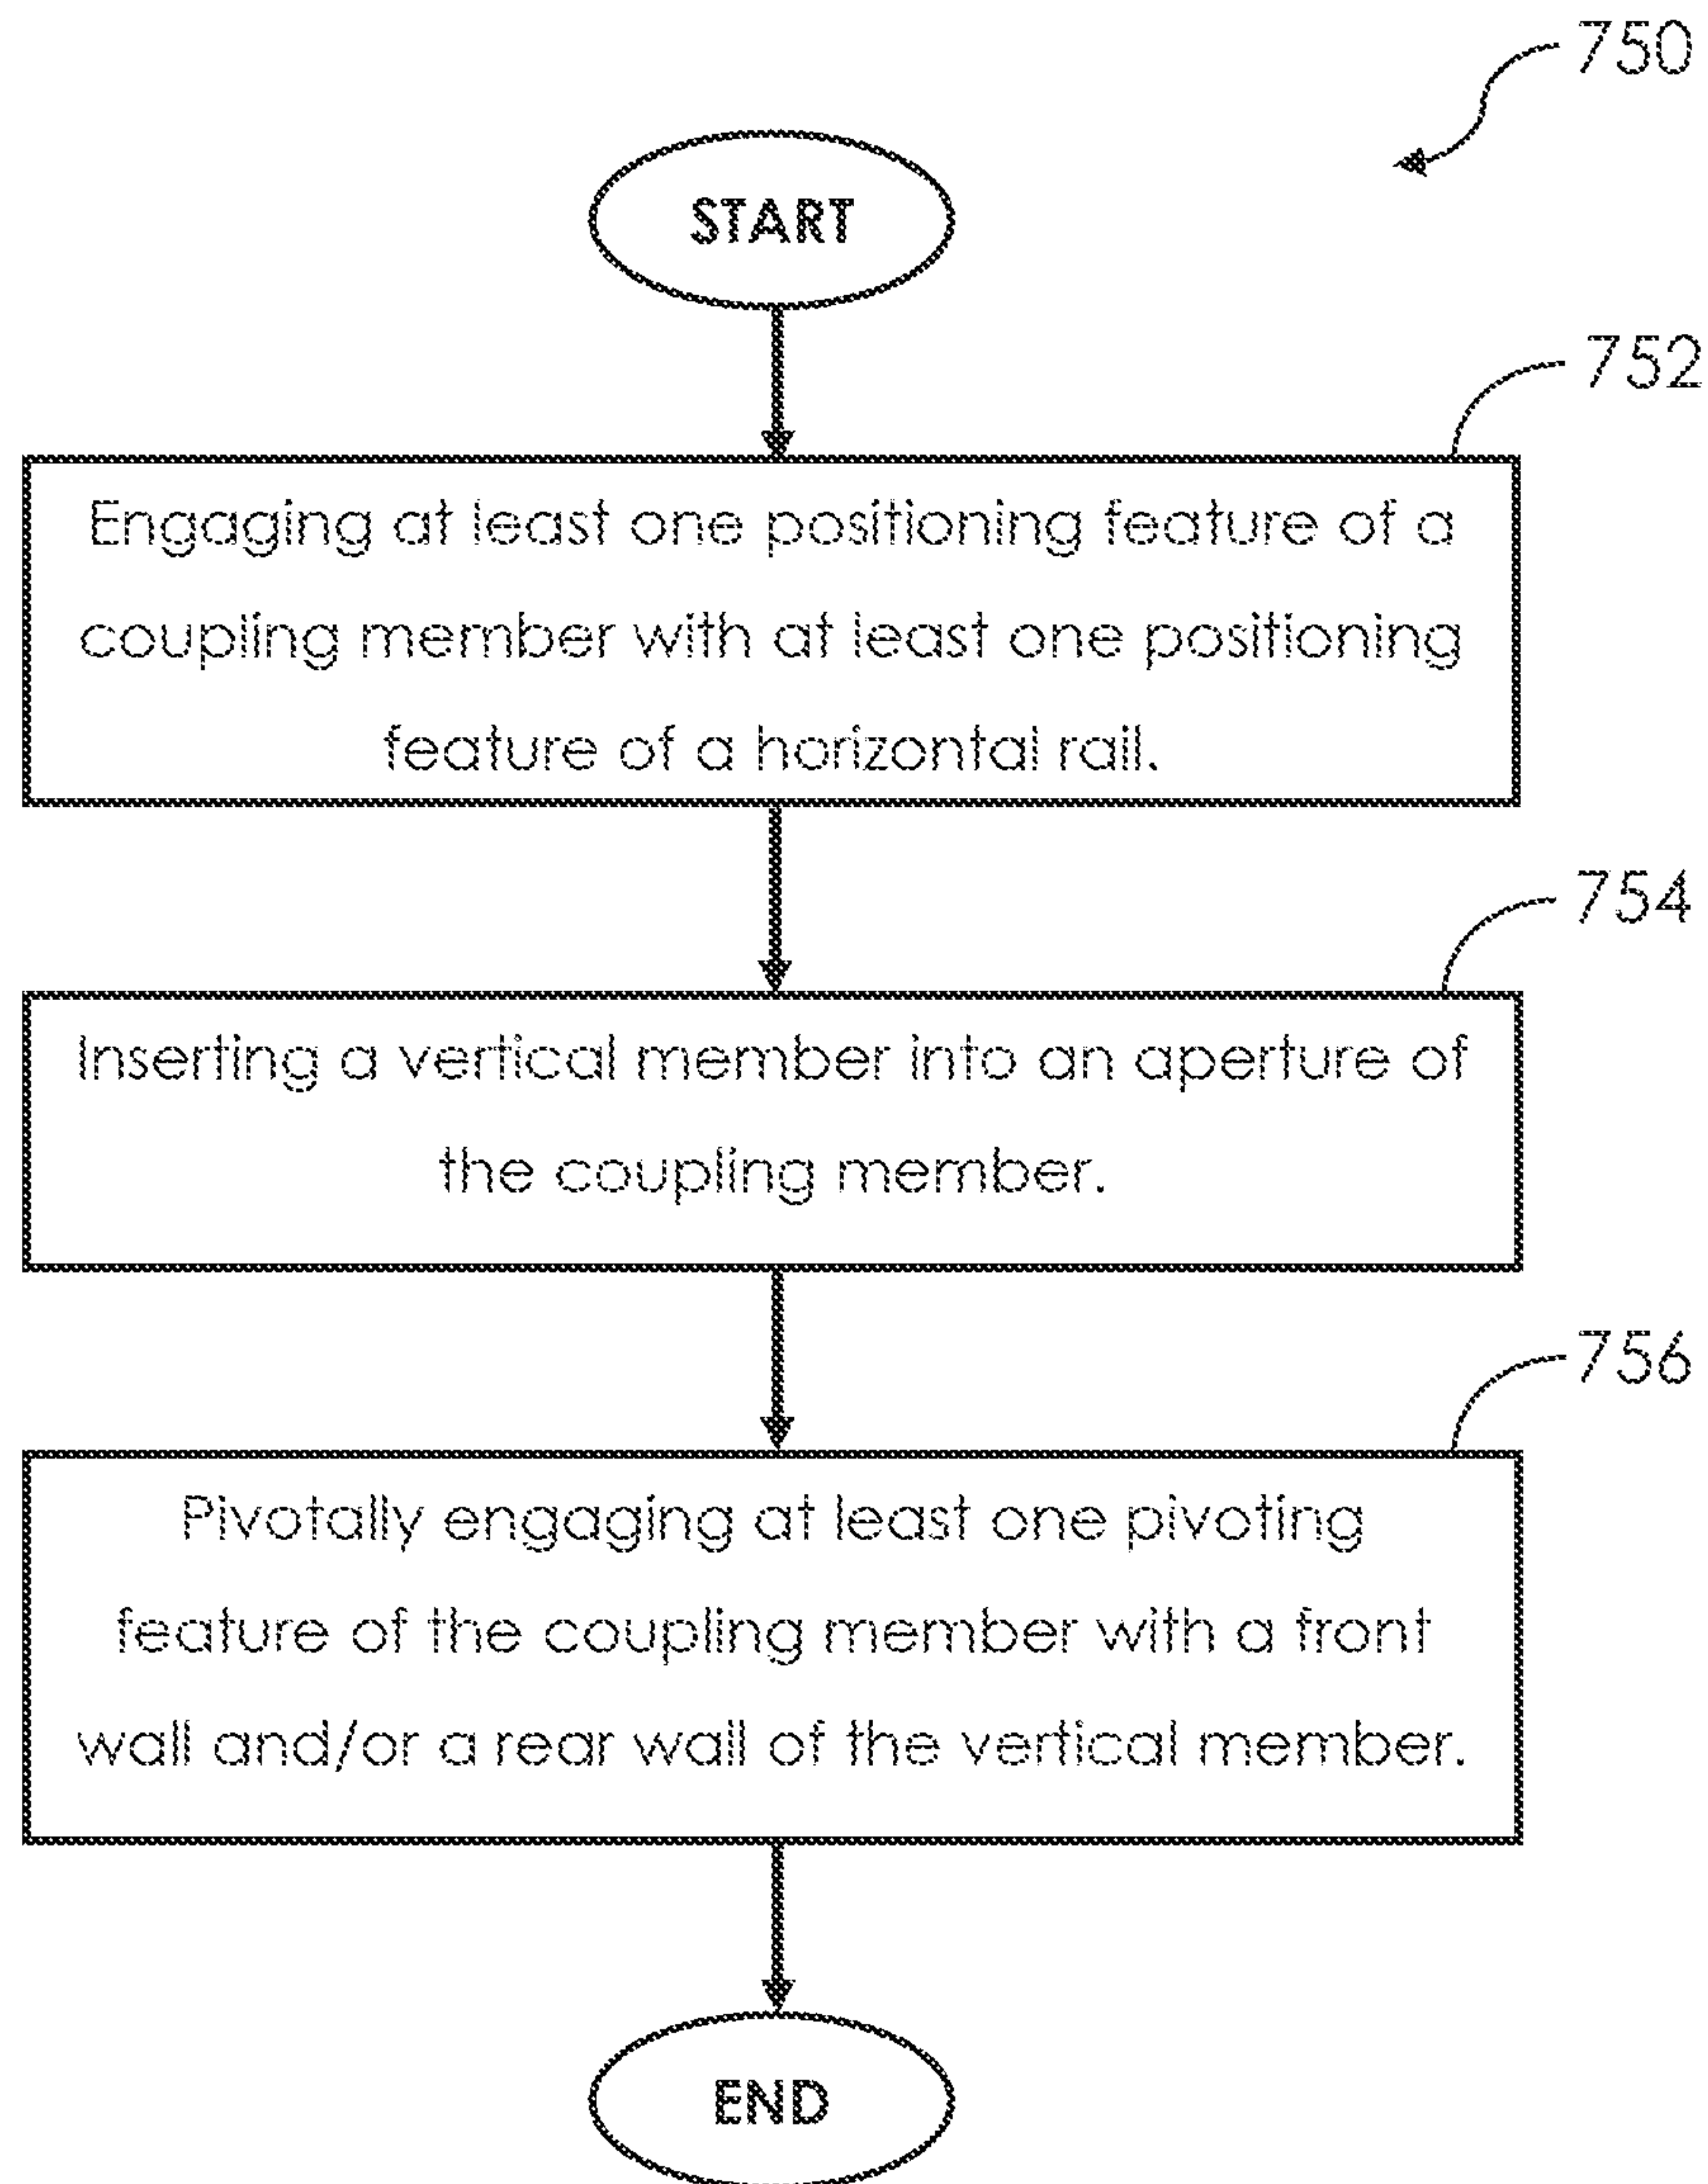 750
START
752
Engaging at least one positioning feature of a
coupling member with at least one positioning
feature of a horizontal rail.
754
Inserting a vertical member into an aperture of
the coupling member.
756
Pivotally engaging at least one pivoting
feature of the coupling member with a front
wall and/or a rear wall of the vertical member.
END